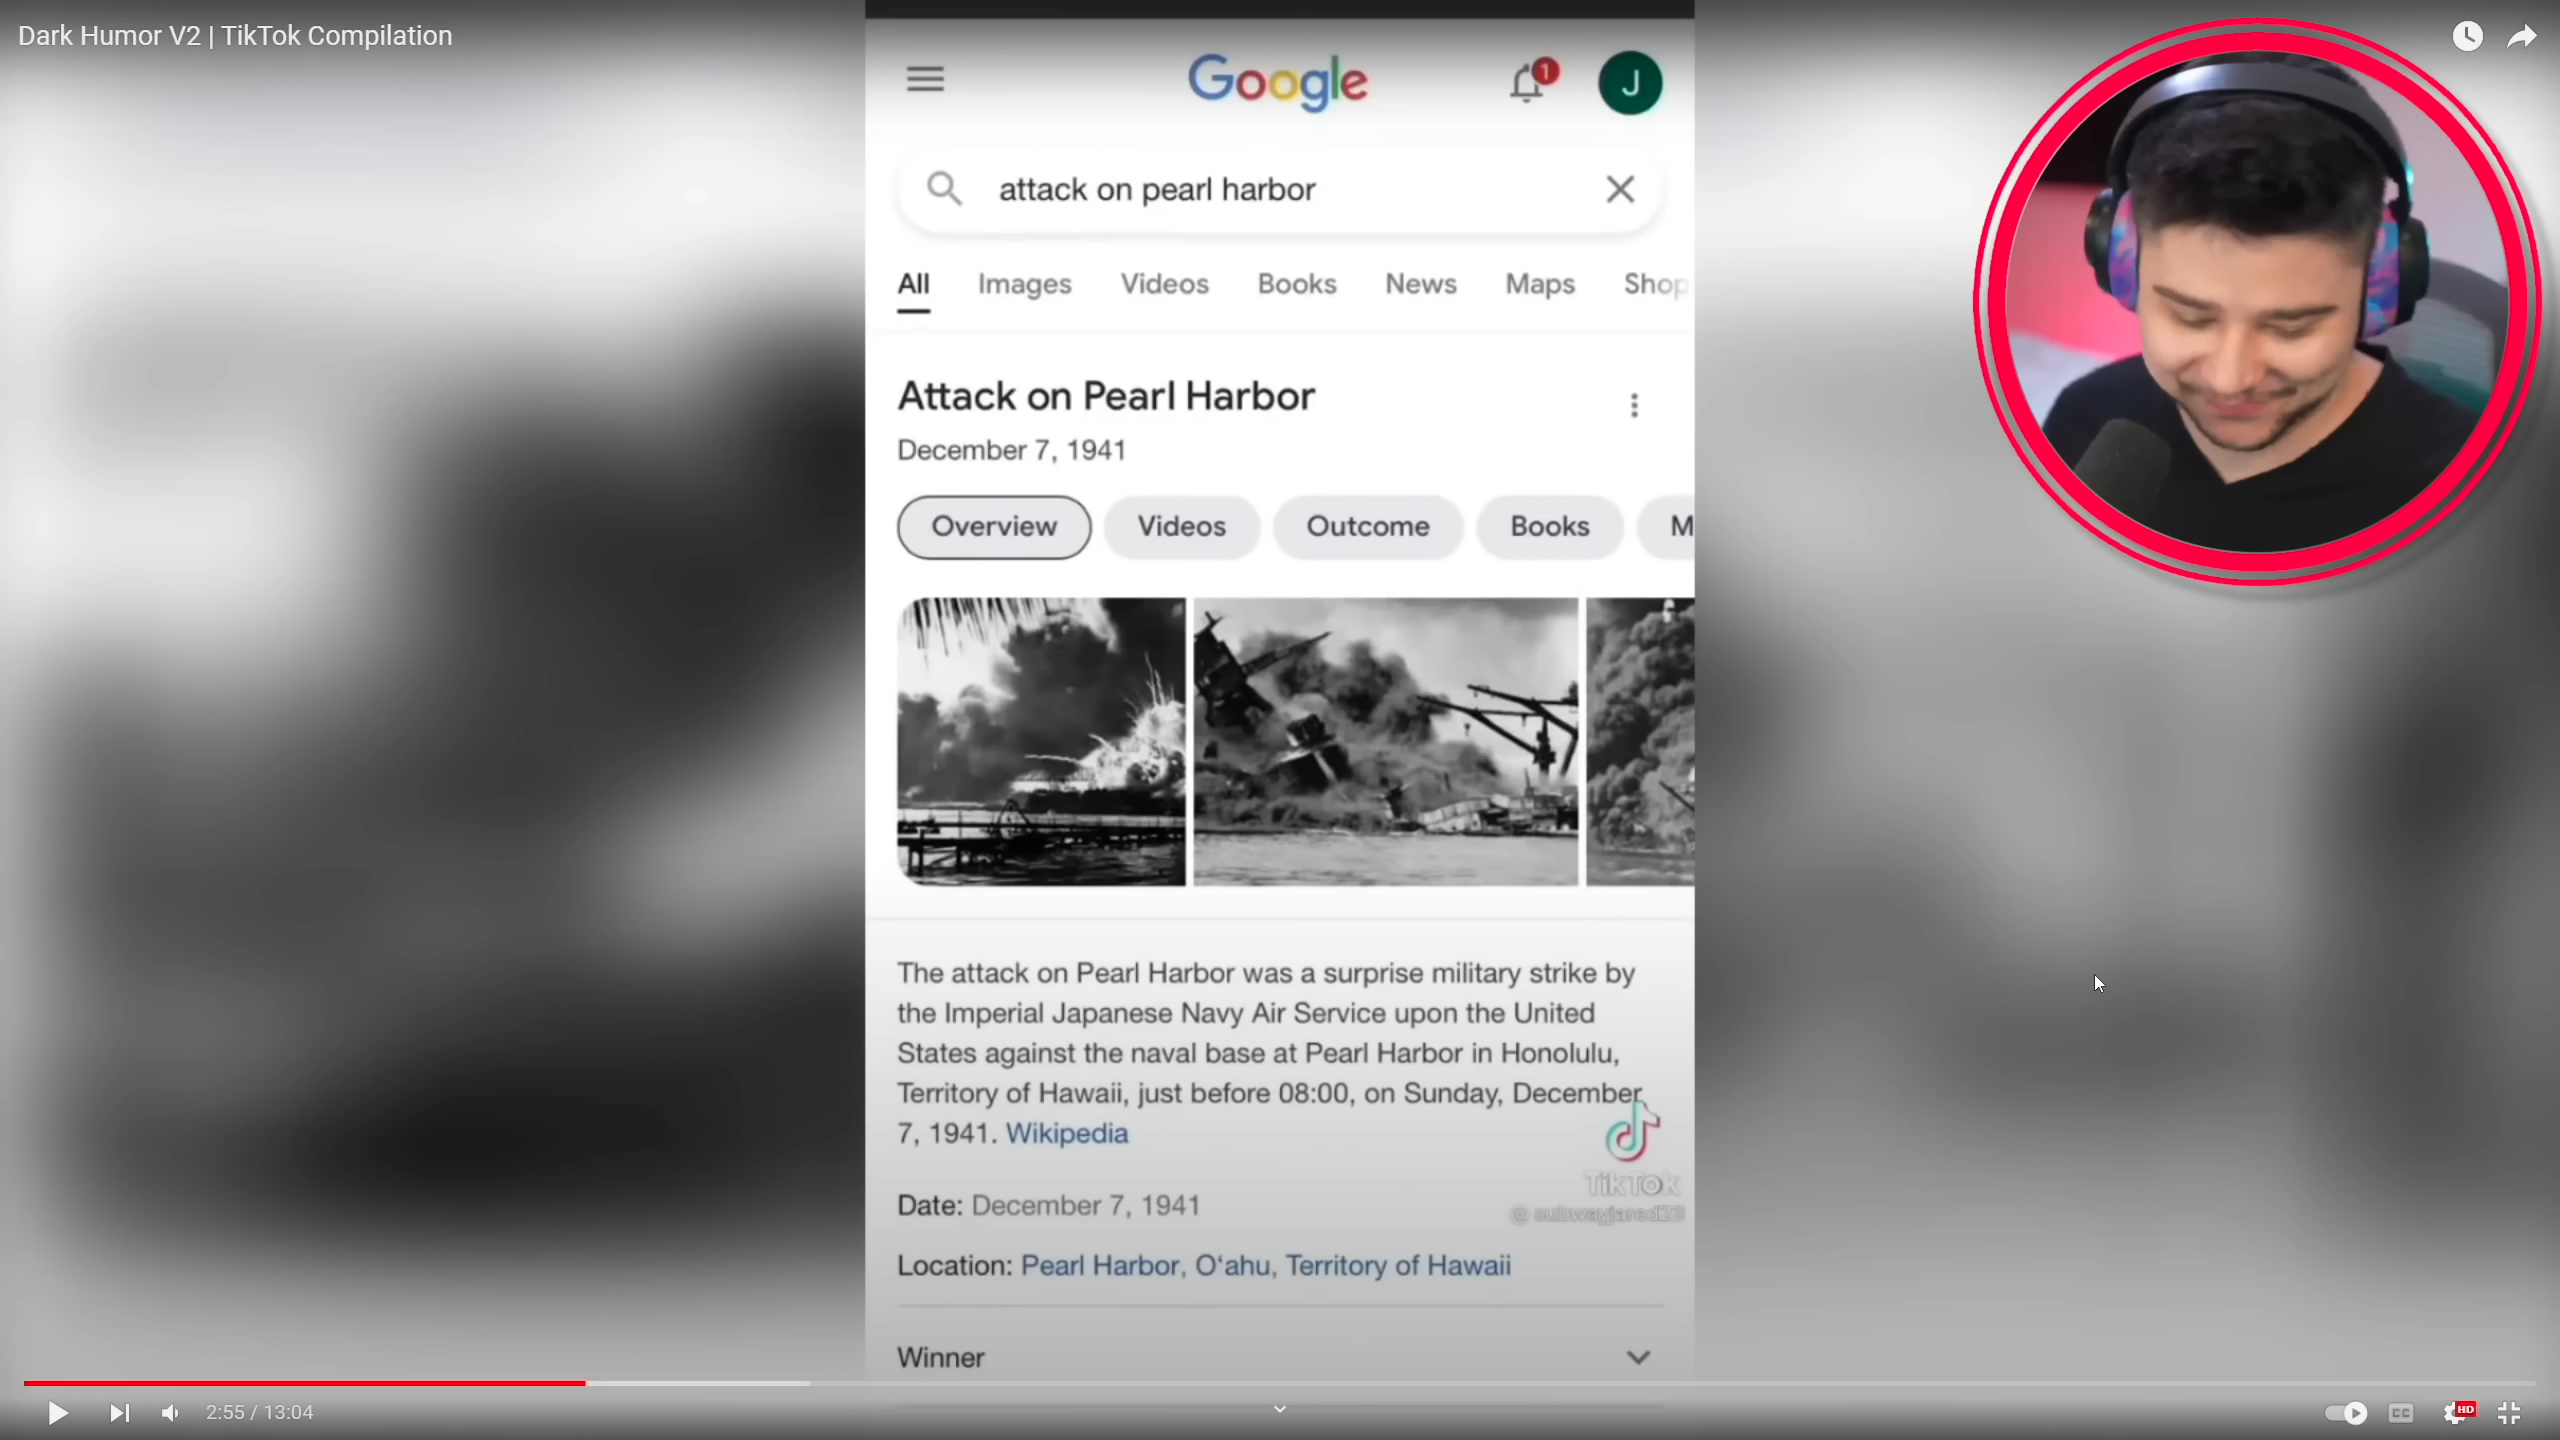 Dark Humor V2 | TikTok Compilation
Google
1
J
attack on pearl harbor
All Images Videos Books News Maps Shop
Attack on Pearl Harbor
December 7, 1941
Overview Videos Outcome Books M
The attack on Pearl Harbor was a surprise military strike by
the Imperial Japanese Navy Air Service upon the United
States against the naval base at Pearl Harbor in Honolulu,
Territory of Hawaii, just before 08:00, on Sunday, December
7, 1941. Wikipedia
TikTok
@subwayjared23
Date: December 7, 1941
Location: Pearl Harbor, Oʻahu, Territory of Hawaii
Winner
2:55 / 13:04
CC
HD